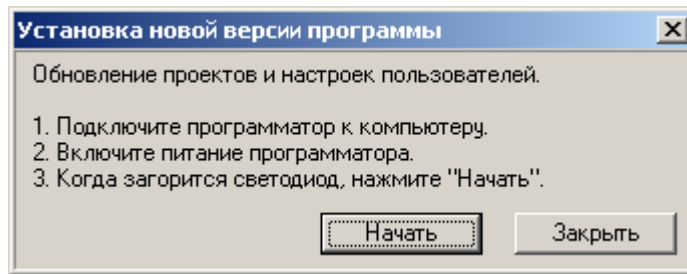 Установка новой версии программы
Обновление проектов и настроек пользователей.
1. Подключите программатор к компьютеру.
2. Включите питание программатора.
3. Когда загорится светодиод, нажмите "Начать".
Начать Закрыть